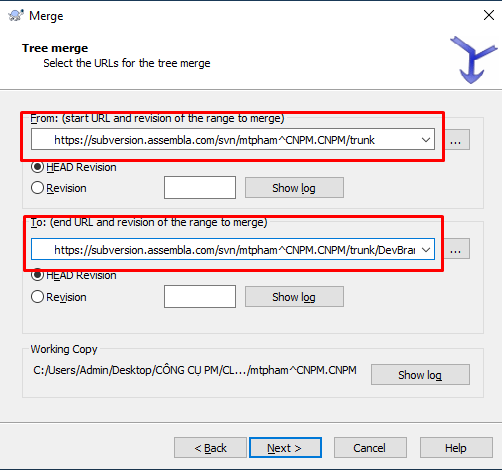 Merge
Tree merge
Select the URLs for the tree merge
From: (start URL and revision of the range to merge)
https://subversion.assembla.com/svn/mtpham^CNPM.CNPM/trunk
...
HEAD Revision
Revision
Show log
To: (end URL and revision of the range to merge)
https://subversion.assembla.com/svn/mtpham^CNPM.CNPM/trunk/DevBran
...
HEAD Revision
Revision
Show log
Working Copy
C:/Users/Admin/Desktop/CÔNG CỤ PM/CL.../mtpham^CNPM.CNPM
Show log
< Back
Next >
Cancel
Help